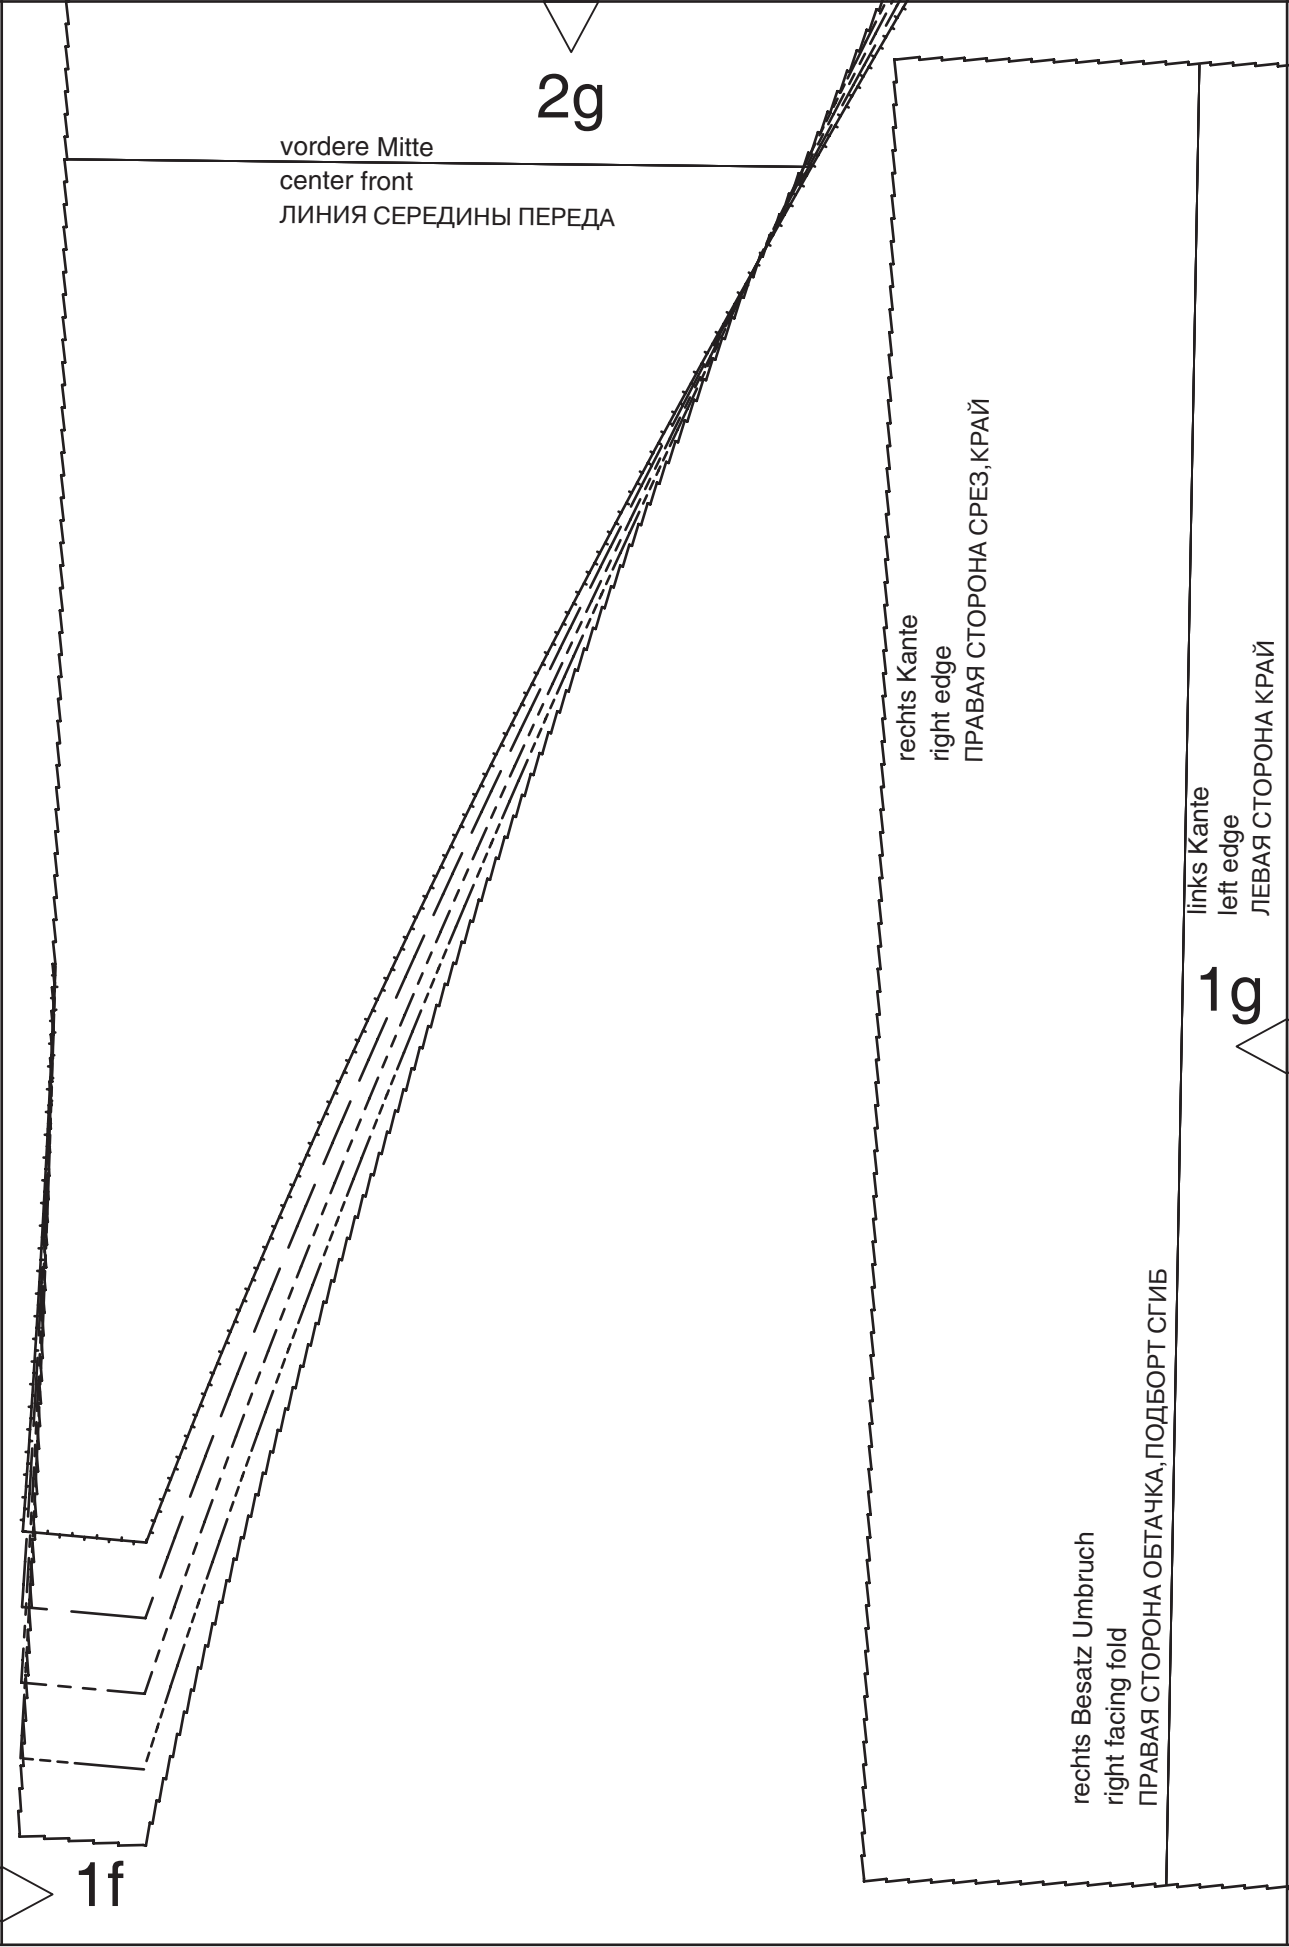 2g
vordere Mitte
center front
ЛИНИЯ СЕРЕДИНЫ ПЕРЕДА
rechts Kante
right edge
ПРАВАЯ СТОРОНА СРЕЗ,КРАЙ
links Kante
left edge
ЛЕВАЯ СТОРОНА КРАЙ
1g
rechts Besatz Umbruch
right facing fold
ПРАВАЯ СТОРОНА ОБТАЧКА,ПОДБОРТ СГИБ
1f